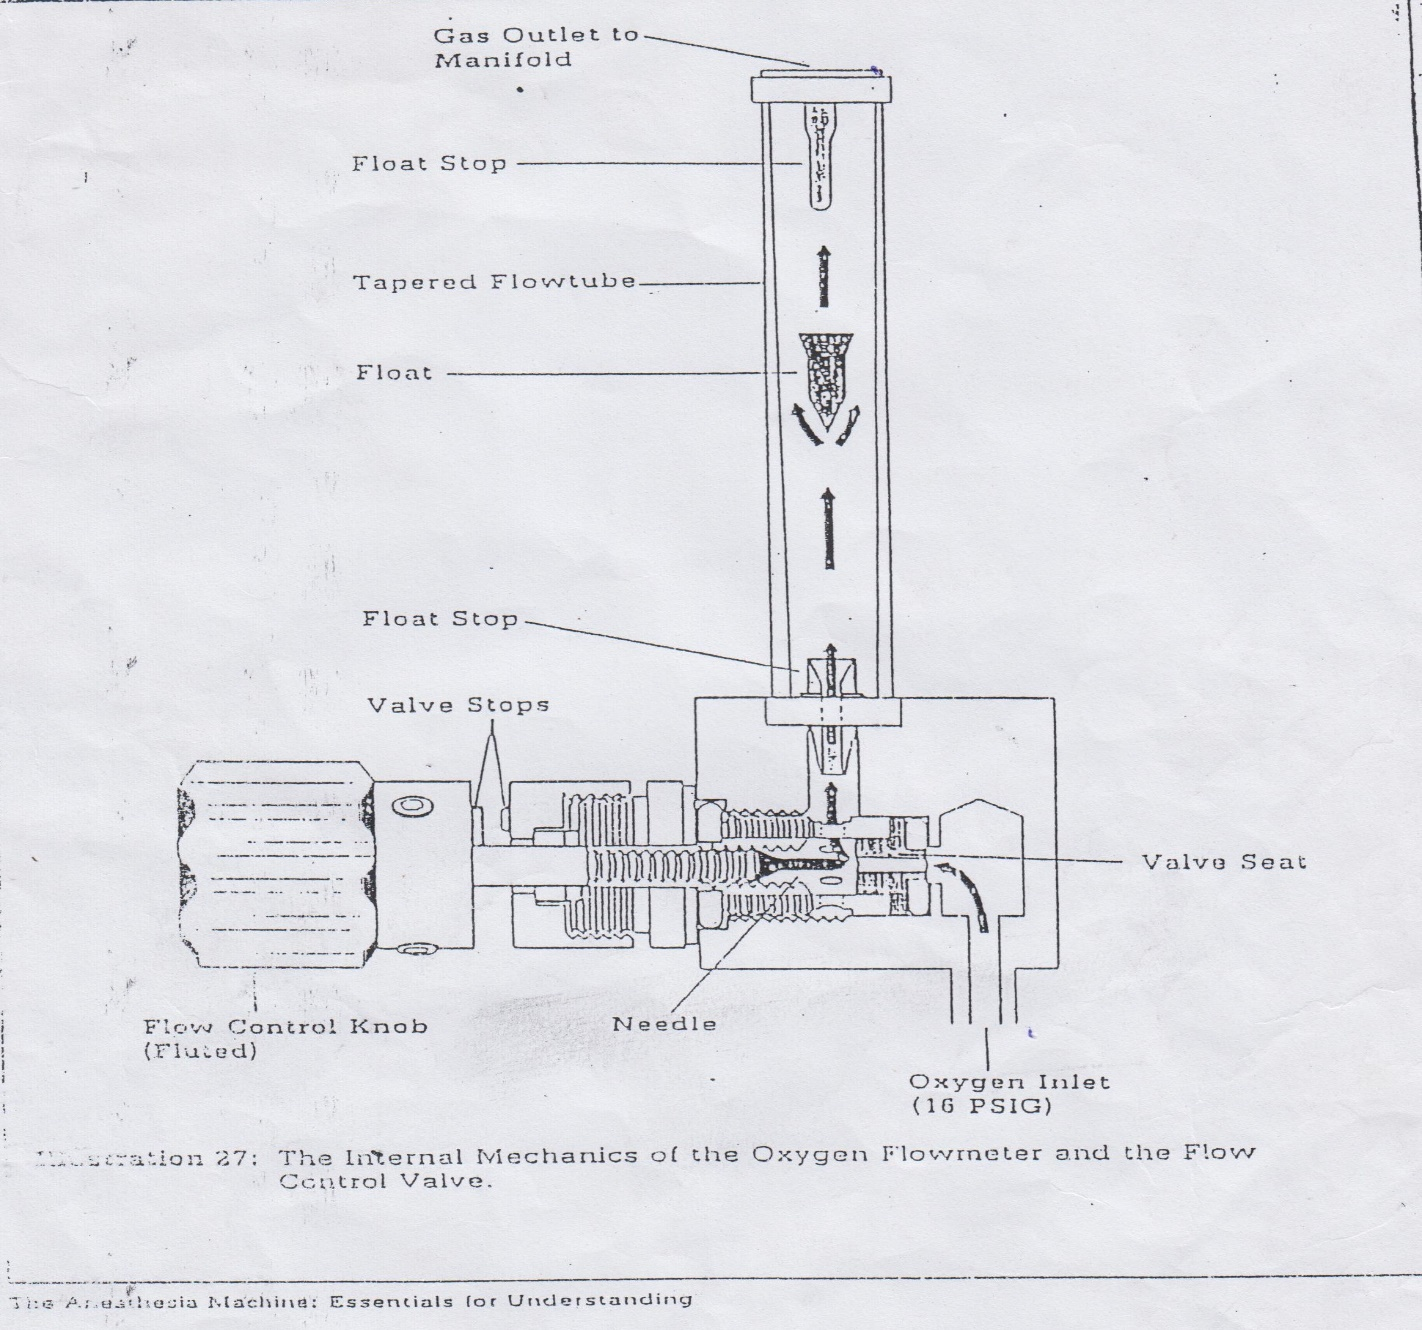 Gas Outlet to
Manifold
Float Stop
Tapered Flowtube
Float
Float Stop
Valve Stops
Valve Seat
Flow Control Knob
(Fluted)
Needle
Oxygen Inlet
(16 PSIG)
Illustration 27: The Internal Mechanics of the Oxygen Flowmeter and the Flow
Control Valve.
The Anesthesia Machine: Essentials for Understanding